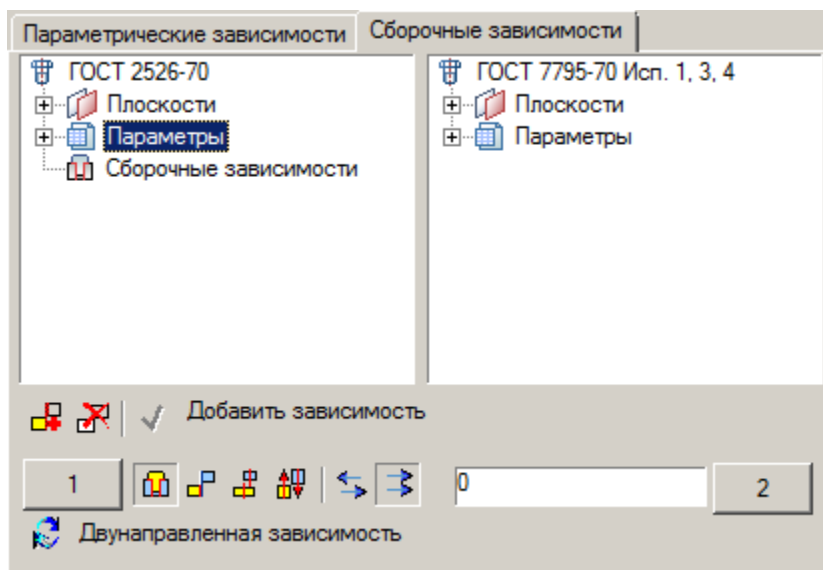 Параметрические зависимости Сборочные зависимости
ГОСТ 2526-70 ГОСТ 7795-70 Исп. 1, 3, 4
Плоскости Плоскости
Параметры Параметры
Сборочные зависимости
Добавить зависимость
1 0 2
Двунаправленная зависимость